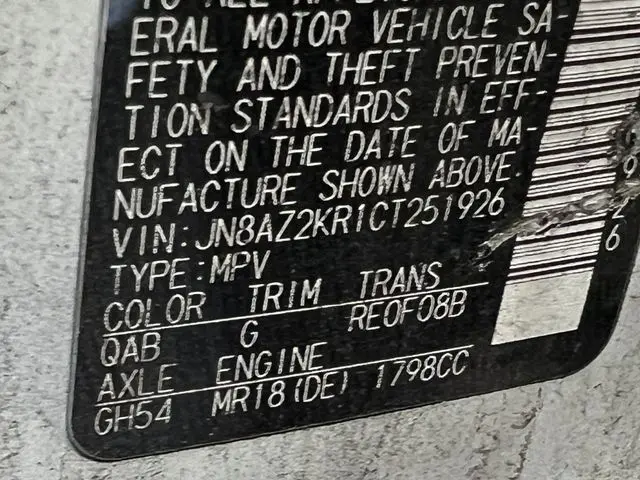 ERAL MOTOR VEHICLE SA-
FETY AND THEFT PREVEN-
TION STANDARDS IN EFF-
ECT ON THE DATE OF MA-
NUFACTURE SHOWN ABOVE.
VIN:JN8AZ2KR1CT251926
TYPE:MPV
COLOR TRIM TRANS
QAB G RE0F08B
AXLE ENGINE
GH54 MR18(DE) 1798CC
926